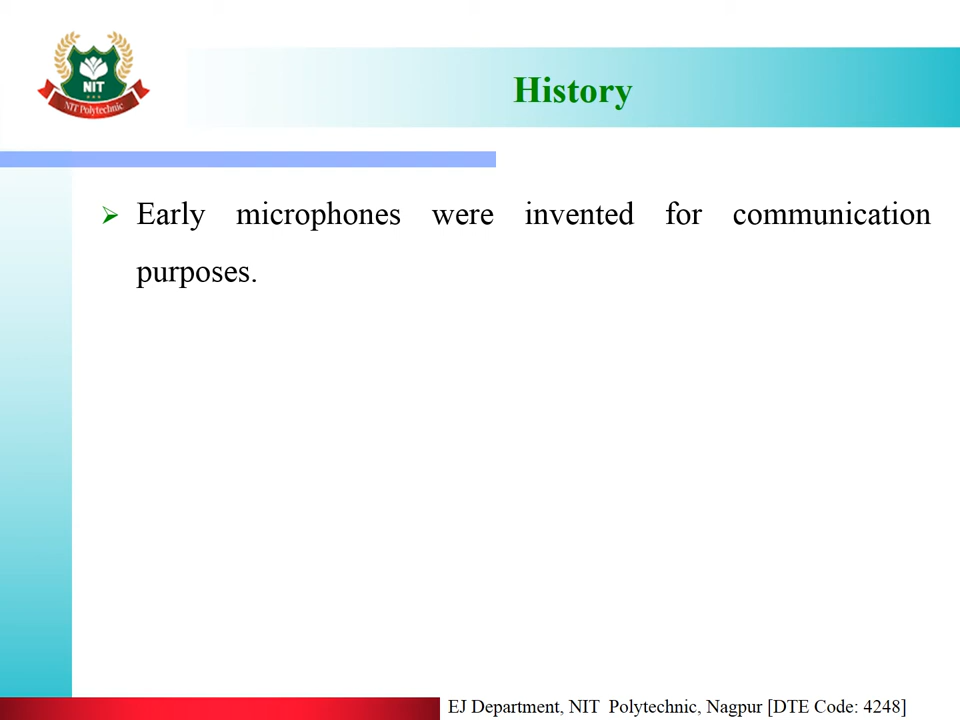 NIT
NIT Polytechnic
History
Early microphones were invented for communication
purposes.
EJ Department, NIT Polytechnic, Nagpur [DTE Code: 4248]